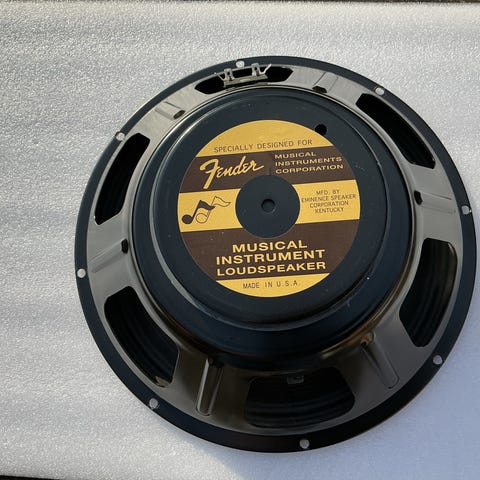 SPECIALLY DESIGNED FOR
Fender
MUSICAL
INSTRUMENTS
CORPORATION
MFD. BY
EMINENCE SPEAKER
CORPORATION
KENTUCKY
MUSICAL
INSTRUMENT
LOUDSPEAKER
MADE IN U.S.A